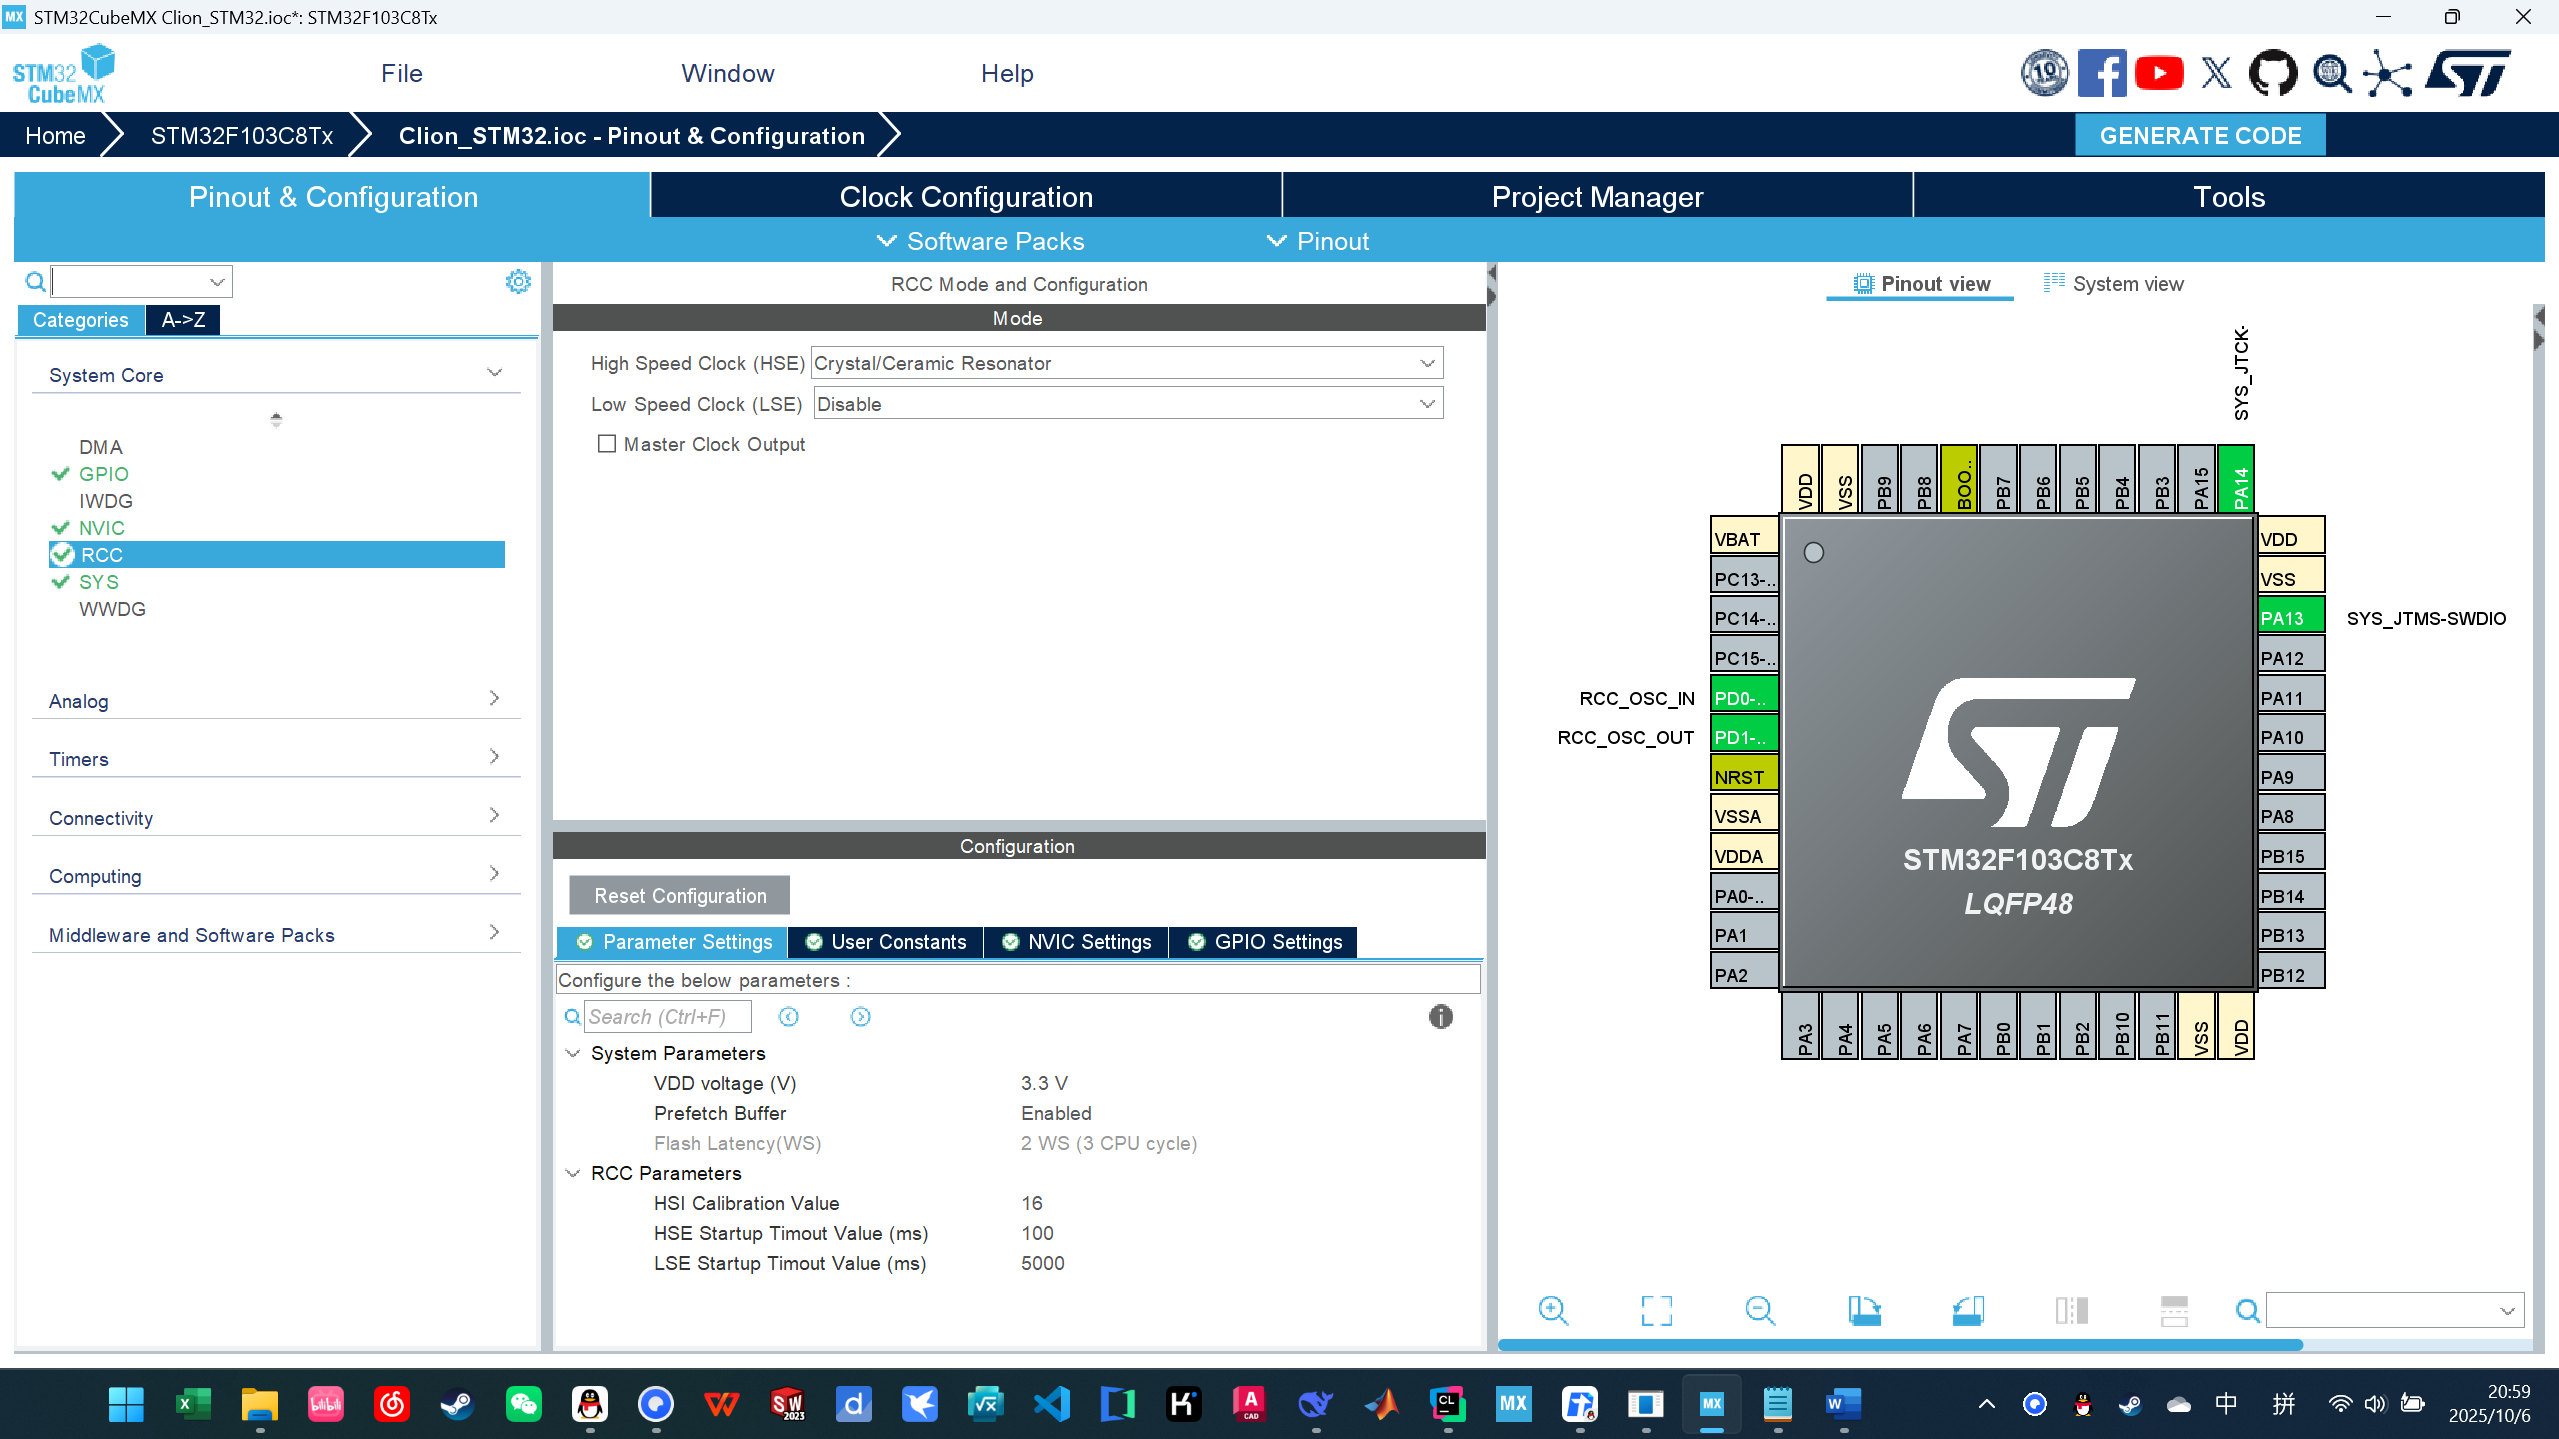 MX STM32CubeMX Clion_STM32.ioc*: STM32F103C8Tx
STM32
CubeMX
File
Window
Help
10
Home
STM32F103C8Tx
Clion_STM32.ioc - Pinout & Configuration
GENERATE CODE
Pinout & Configuration
Clock Configuration
Project Manager
Tools
Software Packs
Pinout
Categories
A->Z
System Core
DMA
GPIO
IWDG
NVIC
RCC
SYS
WWDG
Analog
Timers
Connectivity
Computing
Middleware and Software Packs
RCC Mode and Configuration
Mode
High Speed Clock (HSE) Crystal/Ceramic Resonator
Low Speed Clock (LSE) Disable
Master Clock Output
Configuration
Reset Configuration
Parameter Settings
User Constants
NVIC Settings
GPIO Settings
Configure the below parameters :
Search (Ctrl+F)
System Parameters
VDD voltage (V) 3.3 V
Prefetch Buffer Enabled
Flash Latency(WS) 2 WS (3 CPU cycle)
RCC Parameters
HSI Calibration Value 16
HSE Startup Timout Value (ms) 100
LSE Startup Timout Value (ms) 5000
Pinout view
System view
SYS_JTCK-
VDD
VSS
PB9
PB8
BOO..
PB7
PB6
PB5
PB4
PB3
PA15
PA14
VBAT
PC13-..
PC14-..
PC15-..
RCC_OSC_IN PD0-..
RCC_OSC_OUT PD1-..
NRST
VSSA
VDDA
PA0-..
PA1
PA2
VDD
VSS
PA13 SYS_JTMS-SWDIO
PA12
PA11
PA10
PA9
PA8
PB15
PB14
PB13
PB12
ST
STM32F103C8Tx
LQFP48
PA3
PA4
PA5
PA6
PA7
PB0
PB1
PB2
PB10
PB11
VSS
VDD
bilibili
SW
2023
A
CAD
CL
MX
MX
W
中
拼
20:59
2025/10/6